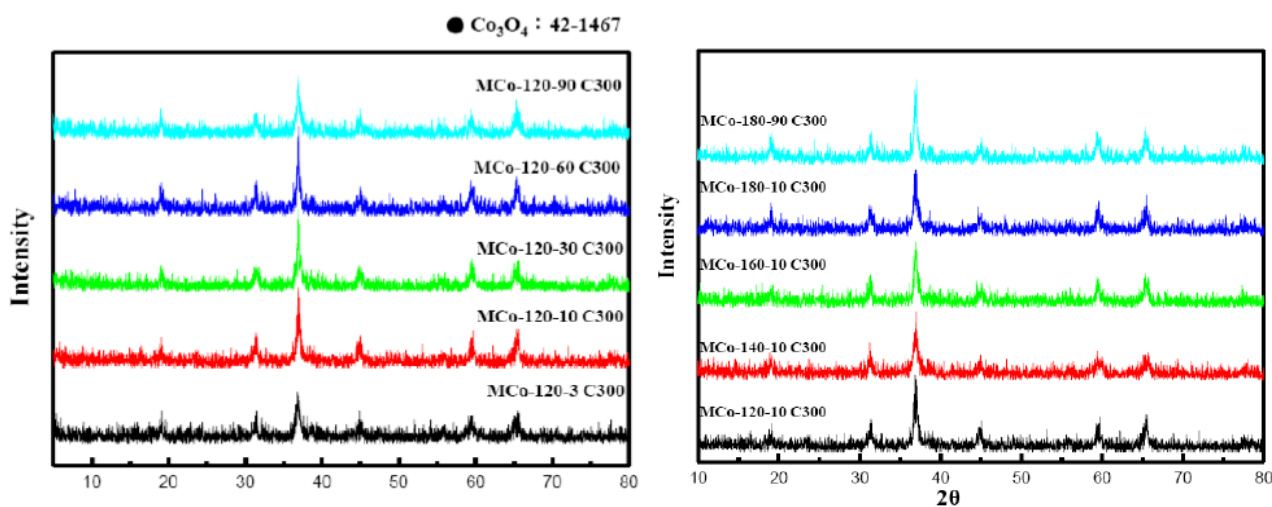 ● Co₃O₄ : 42-1467
MCo-120-90 C300
MCo-120-60 C300
MCo-120-30 C300
MCo-120-10 C300
MCo-120-3 C300
Intensity
10 20 30 40 50 60 70 80
MCo-180-90 C300
MCo-180-10 C300
MCo-160-10 C300
MCo-140-10 C300
MCo-120-10 C300
Intensity
10 20 30 40 50 60 70 80
2θ